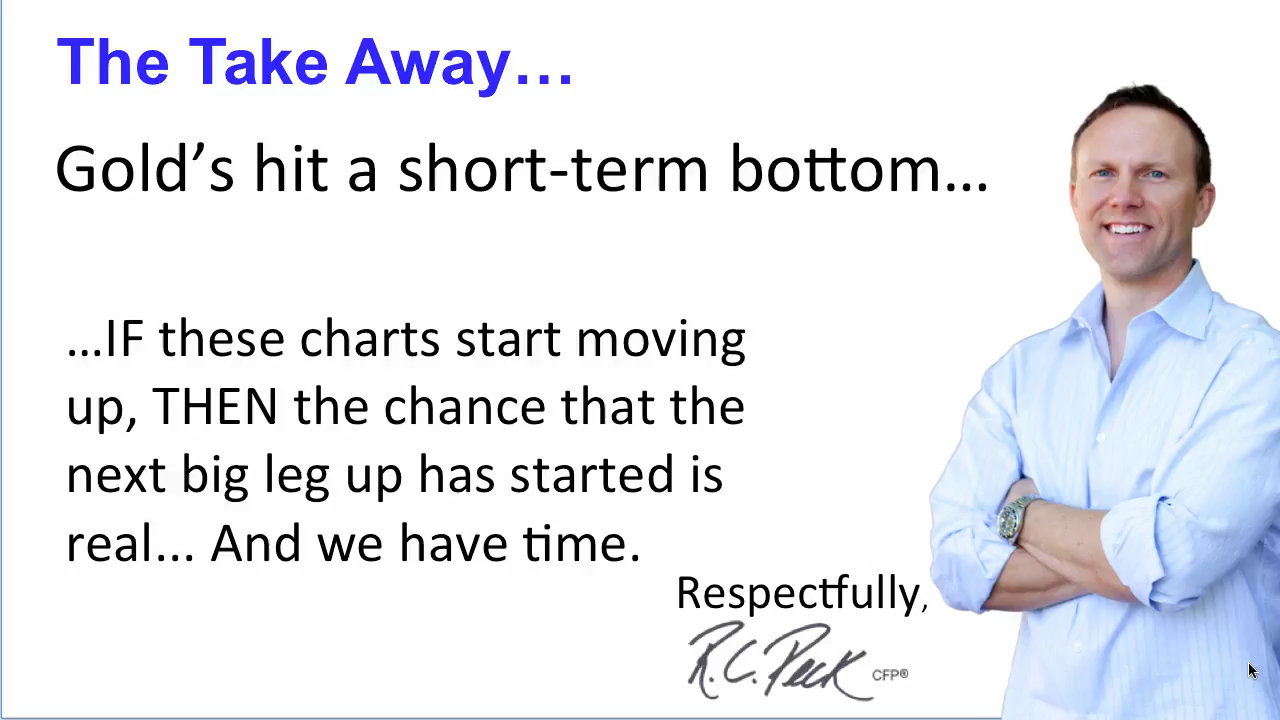 The Take Away…
Gold’s hit a short-term bottom…
…IF these charts start moving
up, THEN the chance that the
next big leg up has started is
real… And we have time.
Respectfully,
R.C. Peck CFP®